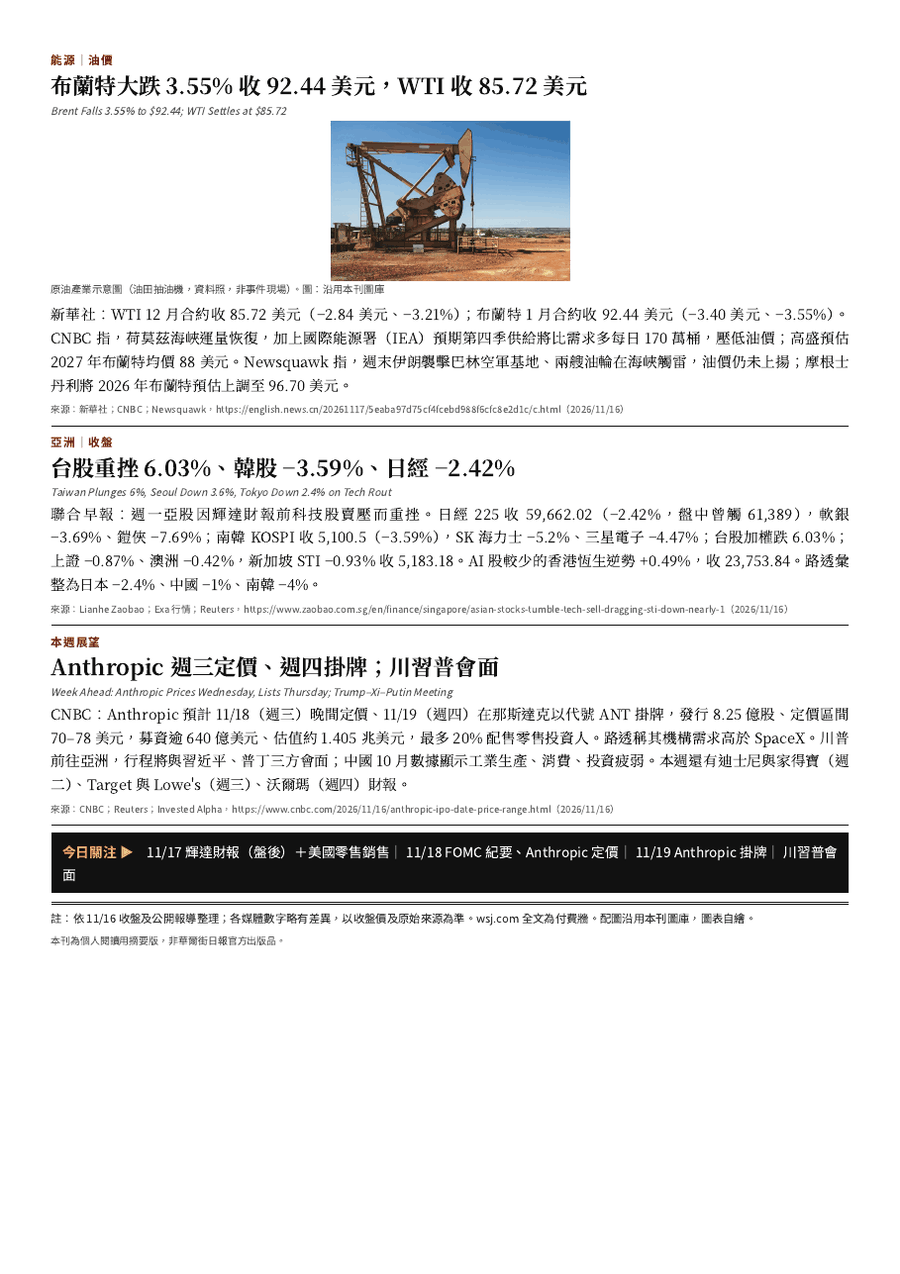 能源｜油價
布蘭特大跌 3.55% 收 92.44 美元，WTI 收 85.72 美元
Brent Falls 3.55% to $92.44; WTI Settles at $85.72
原油產業示意圖（油田抽油機，資料照，非事件現場）。圖：沿用本刊圖庫
新華社：WTI 12 月合約收 85.72 美元（−2.84 美元、−3.21%）；布蘭特 1 月合約收 92.44 美元（−3.40 美元、−3.55%）。
CNBC 指，荷莫茲海峽運量恢復，加上國際能源署（IEA）預期第四季供給將比需求多每日 170 萬桶，壓低油價；高盛預估
2027 年布蘭特均價 88 美元。Newsquawk 指，週末伊朗襲擊巴林空軍基地、兩艘油輪在海峽觸雷，油價仍未上揚；摩根士
丹利將 2026 年布蘭特預估上調至 96.70 美元。
來源：新華社；CNBC；Newsquawk，https://english.news.cn/20261117/5eaba97d75cf4fcebd988f6cfc8e2d1c/c.html（2026/11/16）
亞洲｜收盤
台股重挫 6.03%、韓股 −3.59%、日經 −2.42%
Taiwan Plunges 6%, Seoul Down 3.6%, Tokyo Down 2.4% on Tech Rout
聯合早報：週一亞股因輝達財報前科技股賣壓而重挫。日經 225 收 59,662.02（−2.42%，盤中曾觸 61,389），軟銀
−3.69%、鎧俠 −7.69%；南韓 KOSPI 收 5,100.5（−3.59%），SK 海力士 −5.2%、三星電子 −4.47%；台股加權跌 6.03%；
上證 −0.87%、澳洲 −0.42%，新加坡 STI −0.93% 收 5,183.18。AI 股較少的香港恆生逆勢 +0.49%，收 23,753.84。路透彙
整為日本 −2.4%、中國 −1%、南韓 −4%。
來源：Lianhe Zaobao；Exa 行情；Reuters，https://www.zaobao.com.sg/en/finance/singapore/asian-stocks-tumble-tech-sell-dragging-sti-down-nearly-1（2026/11/16）
本週展望
Anthropic 週三定價、週四掛牌；川習普會面
Week Ahead: Anthropic Prices Wednesday, Lists Thursday; Trump–Xi–Putin Meeting
CNBC：Anthropic 預計 11/18（週三）晚間定價、11/19（週四）在那斯達克以代號 ANT 掛牌，發行 8.25 億股、定價區間
70–78 美元，募資逾 640 億美元、估值約 1.405 兆美元，最多 20% 配售零售投資人。路透稱其機構需求高於 SpaceX。川普
前往亞洲，行程將與習近平、普丁三方會面；中國 10 月數據顯示工業生產、消費、投資疲弱。本週還有迪士尼與家得寶（週
二）、Target 與 Lowe's（週三）、沃爾瑪（週四）財報。
來源：CNBC；Reuters；Invested Alpha，https://www.cnbc.com/2026/11/16/anthropic-ipo-date-price-range.html（2026/11/16）
今日關注 ▶ 11/17 輝達財報（盤後）＋美國零售銷售｜ 11/18 FOMC 紀要、Anthropic 定價｜ 11/19 Anthropic 掛牌｜ 川習普會
面
註：依 11/16 收盤及公開報導整理；各媒體數字略有差異，以收盤價及原始來源為準。wsj.com 全文為付費牆。配圖沿用本刊圖庫，圖表自繪。
本刊為個人閱讀用摘要版，非華爾街日報官方出版品。